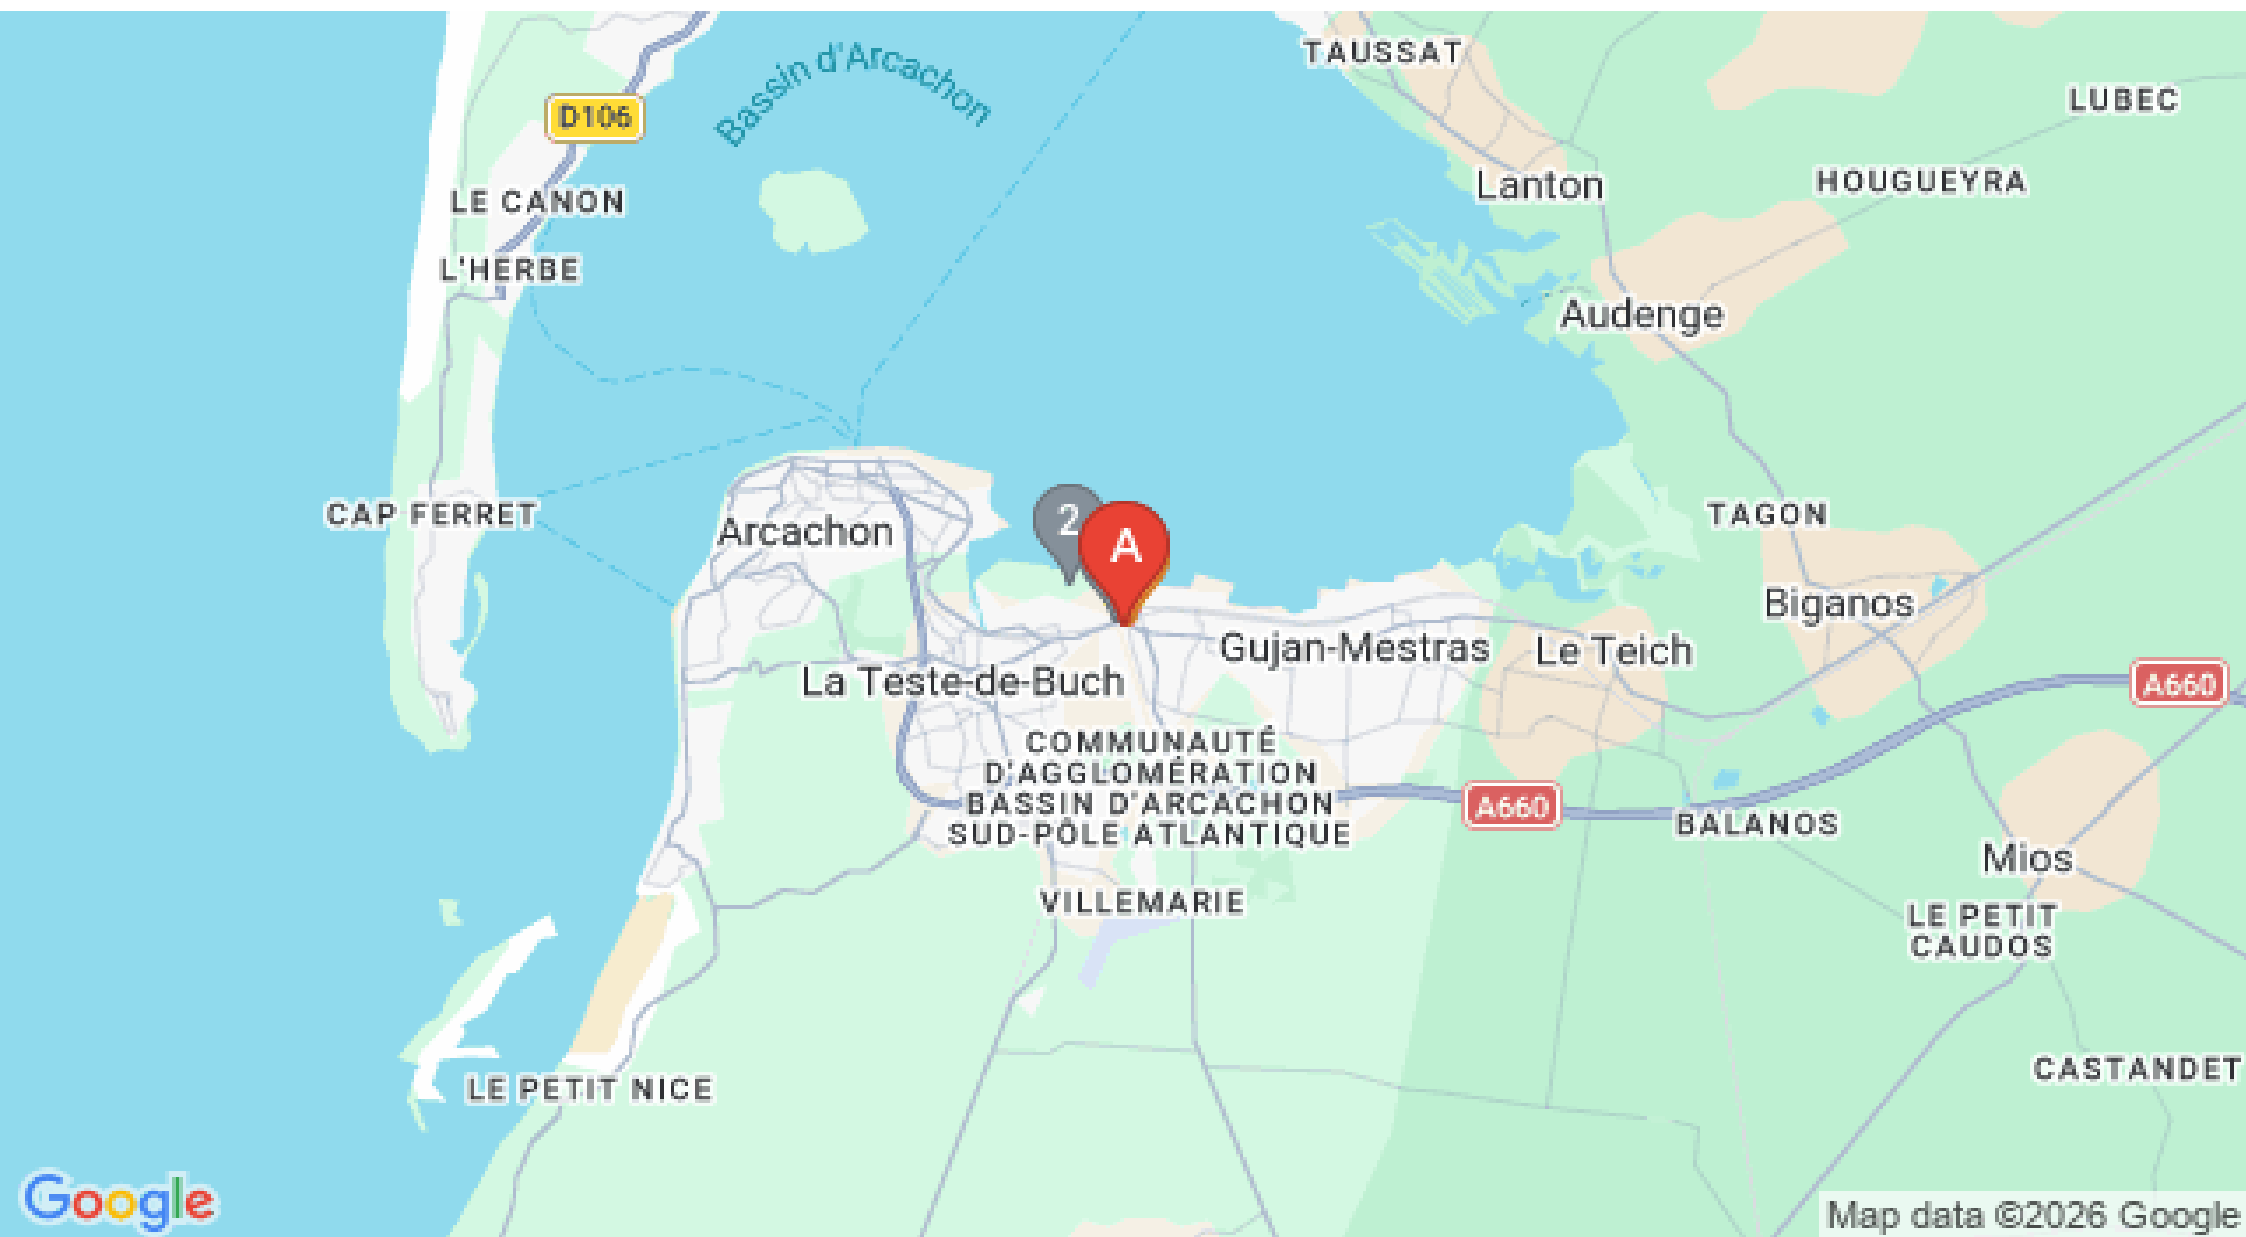 TAUSSAT
Bassin d'Arcachon
LUBEC
D106
LE CANON
Lanton
HOUGUEYRA
L'HERBE
Audenge
CAP FERRET
Arcachon
2
A
TAGON
Biganos
Gujan-Mestras
Le Teich
La Teste-de-Buch
A660
COMMUNAUTÉ
D'AGGLOMÉRATION
BASSIN D'ARCACHON
SUD-PÔLE ATLANTIQUE
A660
BALANOS
Mios
VILLEMARIE
LE PETIT
CAUDOS
CASTANDET
LE PETIT NICE
Google
Map data ©2026 Google